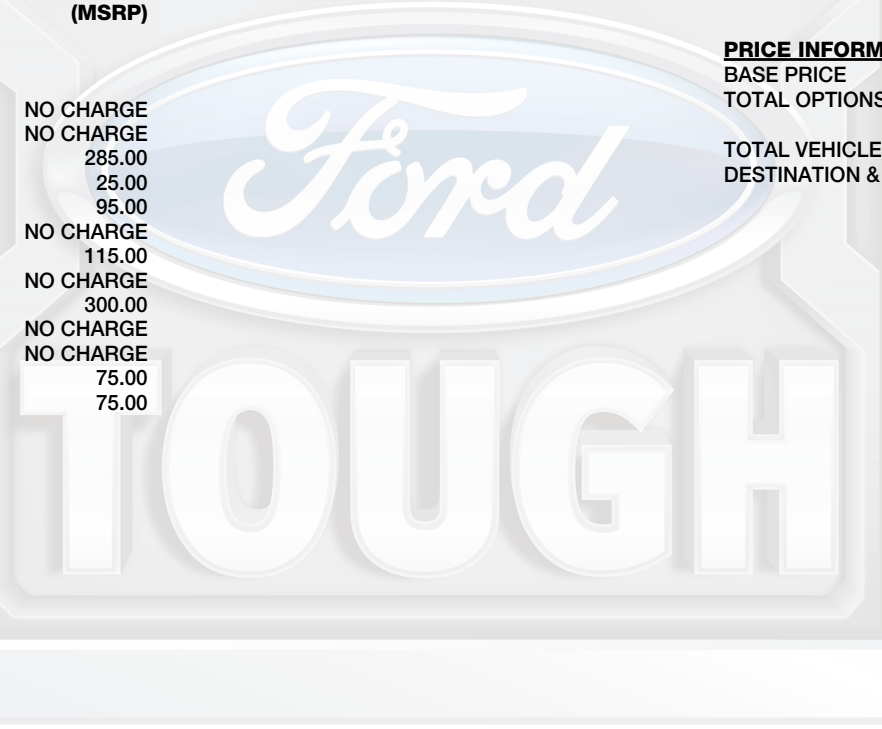 (MSRP)
NO CHARGE
NO CHARGE
285.00
25.00
95.00
NO CHARGE
115.00
NO CHARGE
300.00
NO CHARGE
NO CHARGE
75.00
75.00
PRICE INFORM
BASE PRICE
TOTAL OPTIONS
TOTAL VEHICLE
DESTINATION &
Ford
TOUGH